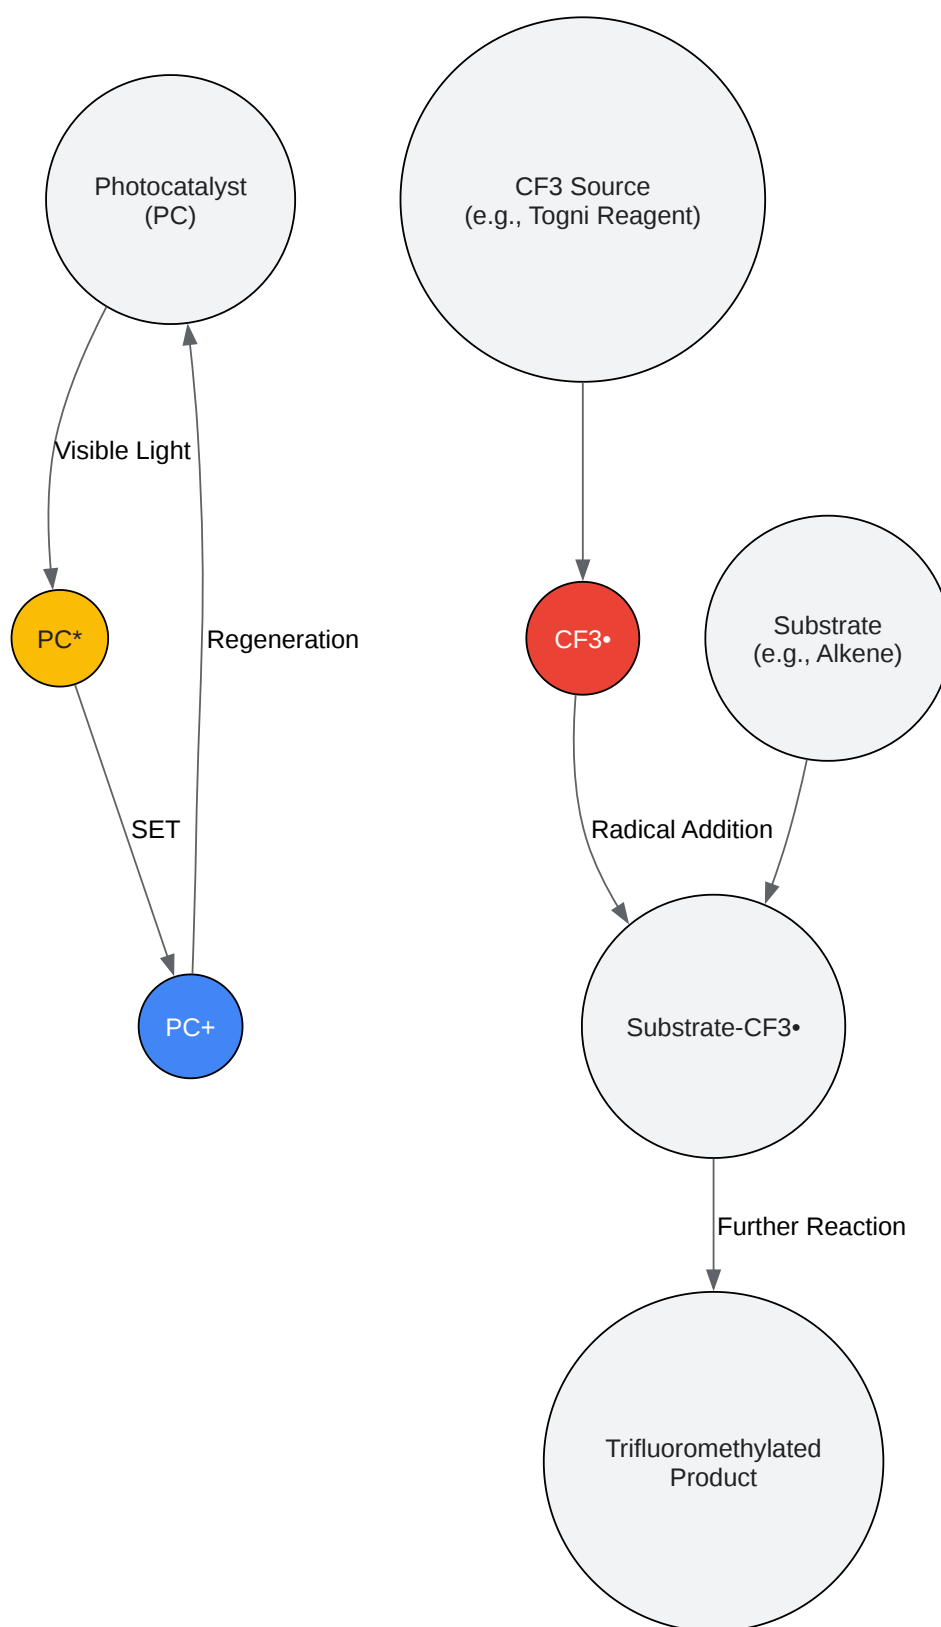 Photocatalyst
(PC)
CF3 Source
(e.g., Togni Reagent)
Visible Light
PC*
Regeneration
CF3•
Substrate
(e.g., Alkene)
SET
Radical Addition
PC+
Substrate-CF3•
Further Reaction
Trifluoromethylated
Product